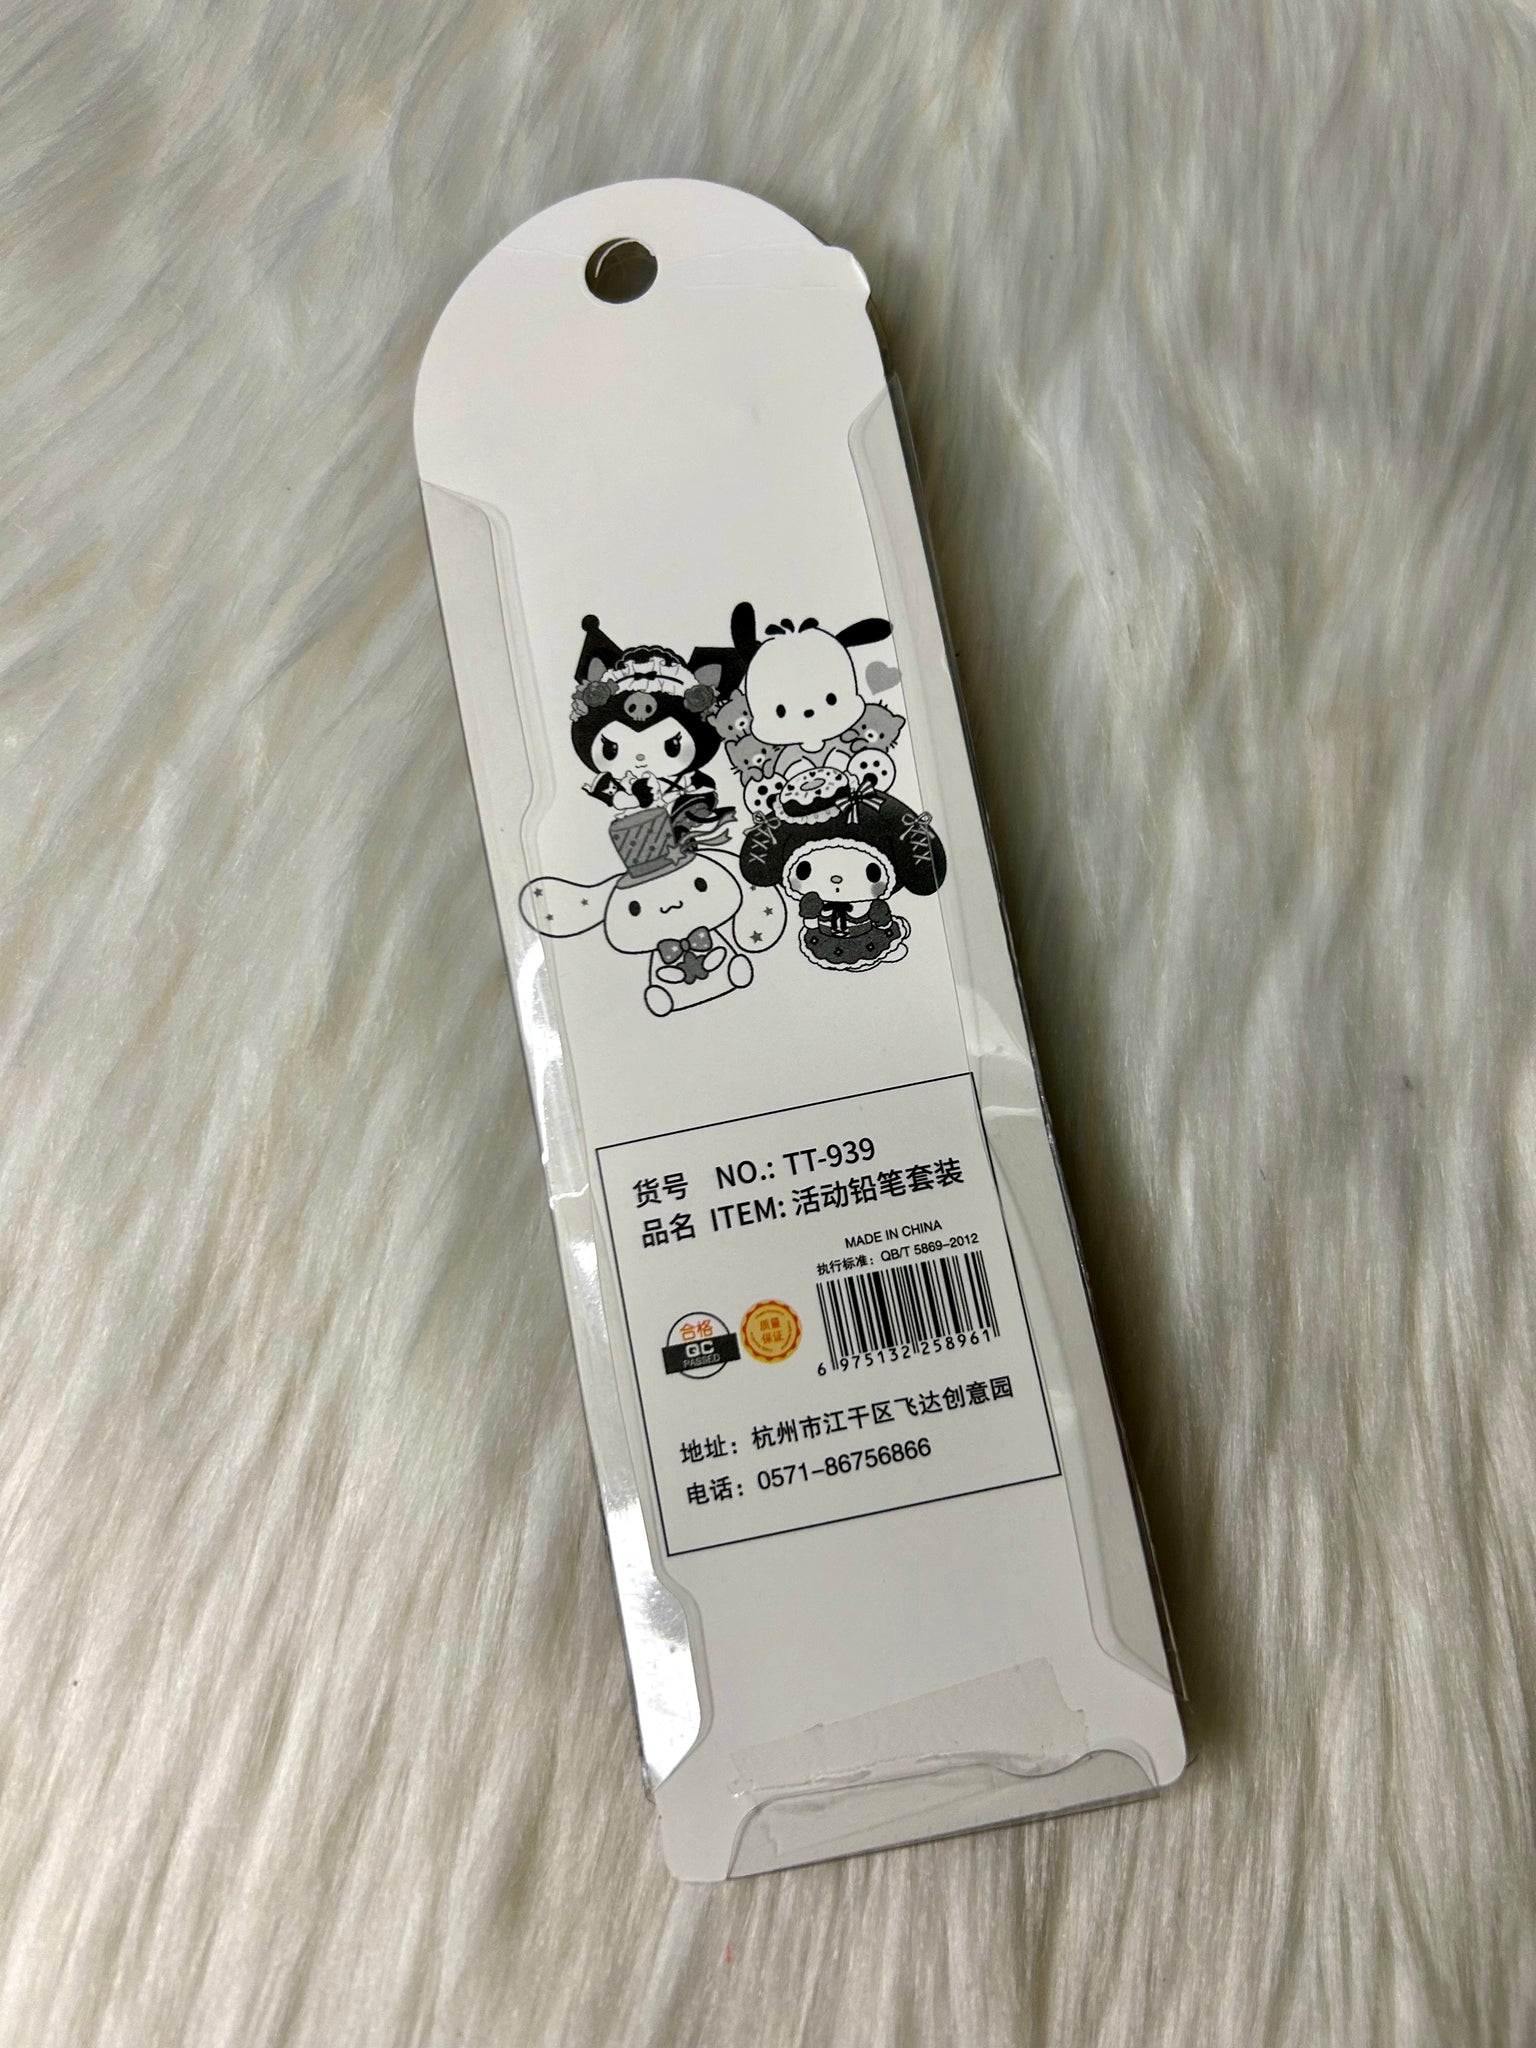 货号 NO.: TT-939
品名 ITEM: 活动铅笔套装
MADE IN CHINA
执行标准：QB/T 5869-2012
合格
QC
PASSED
质量
保证
6 975132 258961
地址：杭州市江干区飞达创意园
电话：0571-86756866